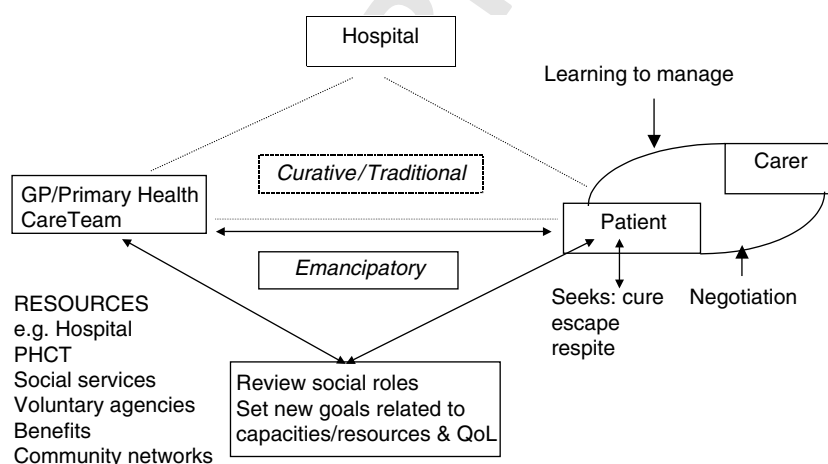 Hospital
Learning to manage
Carer
Curative/Traditional
GP/Primary Health
CareTeam
Patient
Emancipatory
Seeks: cure
escape
respite
Negotiation
RESOURCES
e.g. Hospital
PHCT
Social services
Voluntary agencies
Benefits
Community networks
Review social roles
Set new goals related to
capacities/resources & QoL